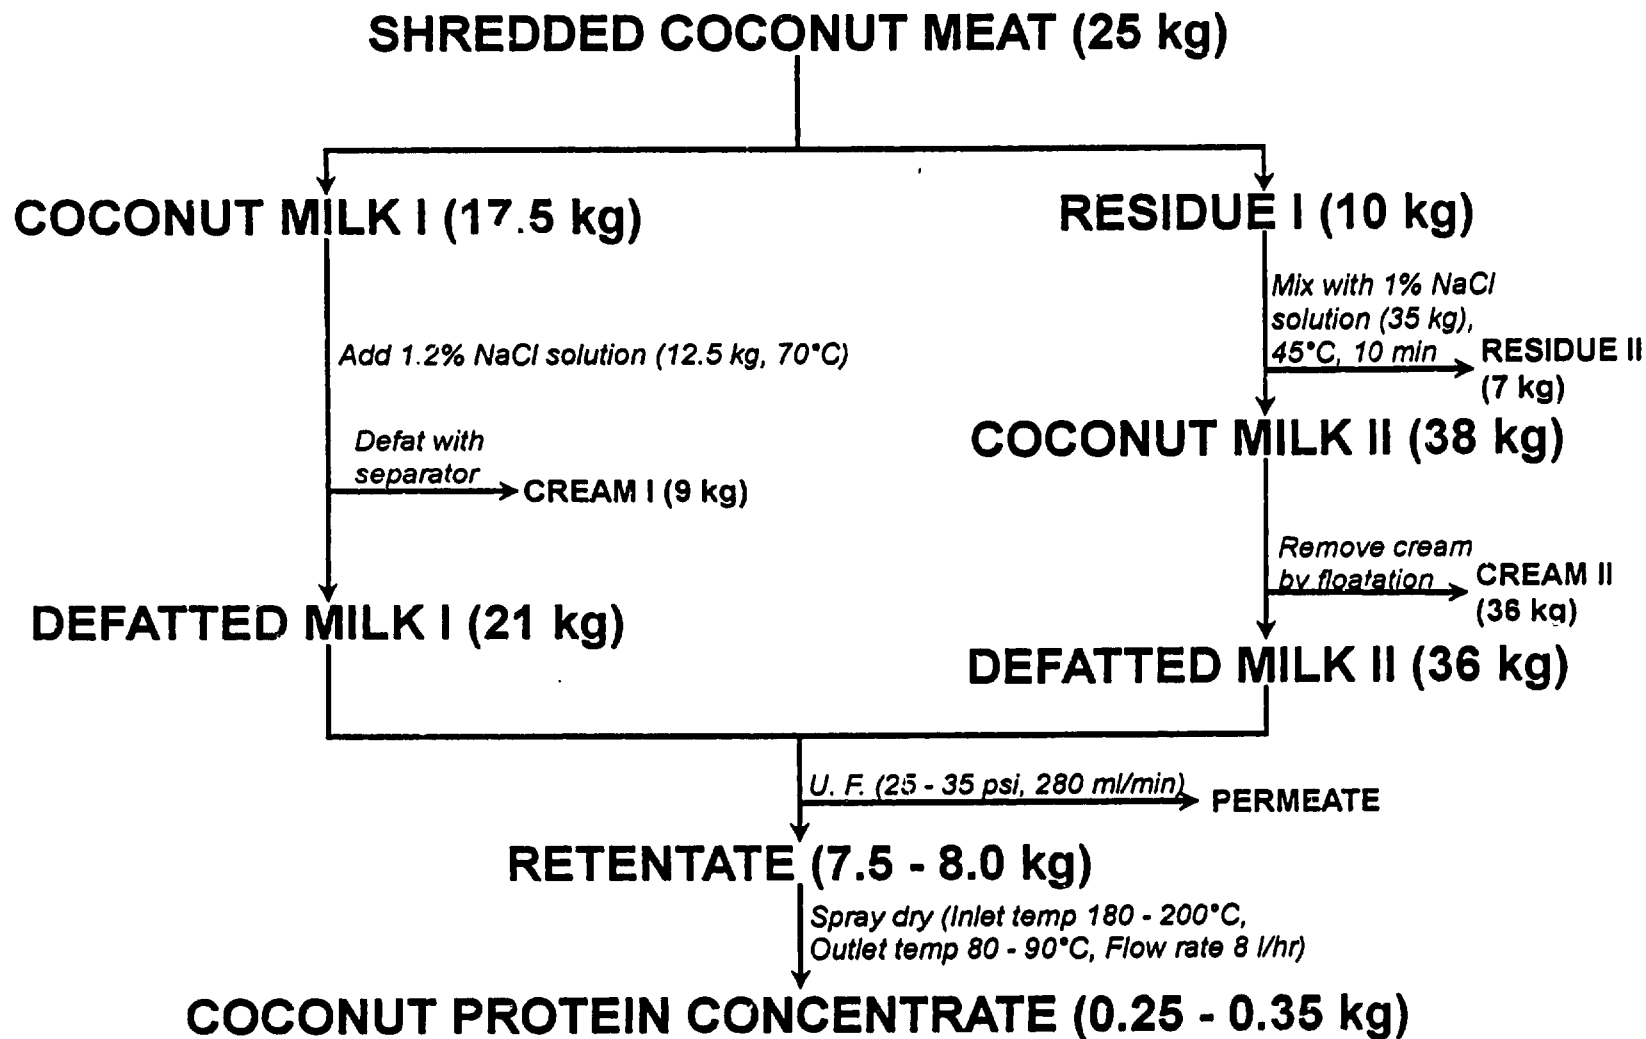 SHREDDED COCONUT MEAT (25 kg)
COCONUT MILK I (17.5 kg)
RESIDUE I (10 kg)
Mix with 1% NaCl
solution (35 kg),
45°C, 10 min
RESIDUE II
(7 kg)
Add 1.2% NaCl solution (12.5 kg, 70°C)
COCONUT MILK II (38 kg)
Defat with
separator
CREAM I (9 kg)
Remove cream
by floatation
CREAM II
(36 kg)
DEFATTED MILK I (21 kg)
DEFATTED MILK II (36 kg)
U. F. (25 - 35 psi, 280 ml/min)
PERMEATE
RETENTATE (7.5 - 8.0 kg)
Spray dry (Inlet temp 180 - 200°C,
Outlet temp 80 - 90°C, Flow rate 8 l/hr)
COCONUT PROTEIN CONCENTRATE (0.25 - 0.35 kg)